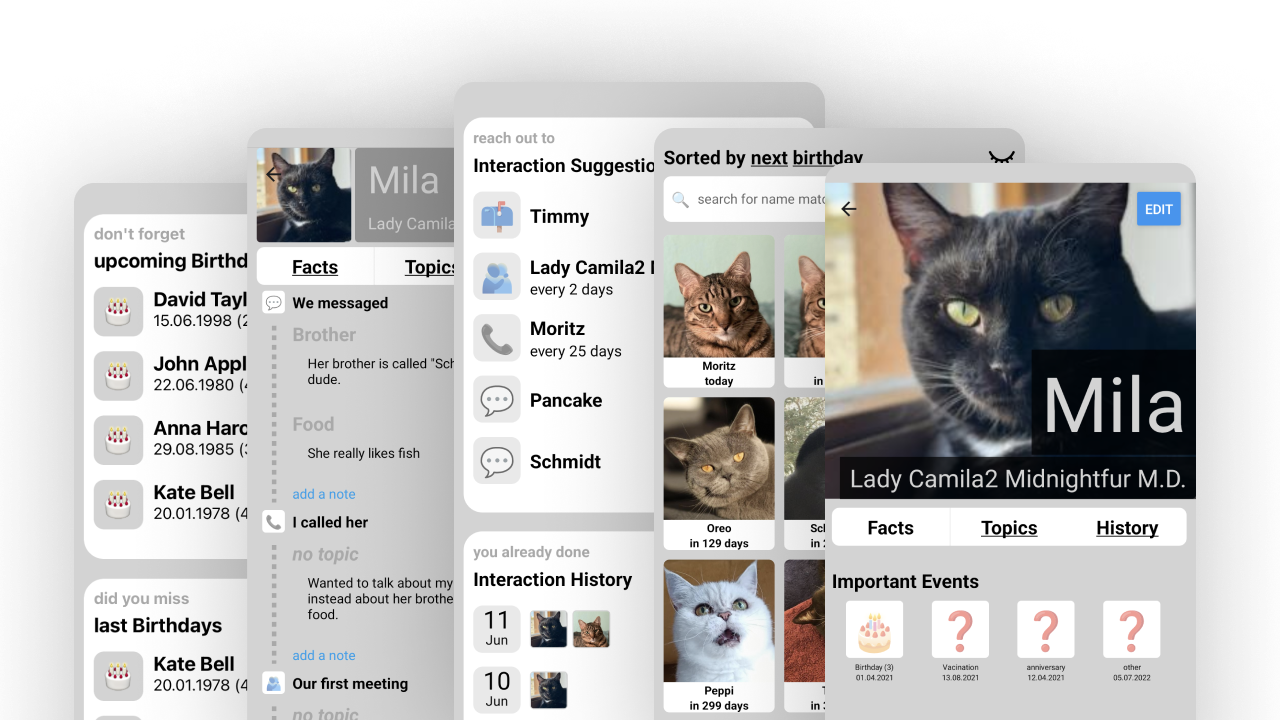 don't forget
upcoming Birthd
David Tayl
15.06.1998 (2
John Appl
22.06.1980 (4
Anna Haro
29.08.1985 (3
Kate Bell
20.01.1978 (4
did you miss
last Birthdays
Kate Bell
20.01.1978 (4
Mila
Lady Camila
Facts
Topics
We messaged
Brother
Her brother is called "Sch
dude.
Food
She really likes fish
add a note
I called her
no topic
Wanted to talk about my
instead about her brothe
food.
add a note
Our first meeting
no topic
reach out to
Interaction Suggestio
Timmy
Lady Camila2
every 2 days
Moritz
every 25 days
Pancake
Schmidt
you already done
Interaction History
11
Jun
10
Jun
Sorted by next birthday
search for name matc
Moritz
today
in
Oreo
in 129 days
Sch
in 2
Peppi
in 299 days
T
in 3
EDIT
Mila
Lady Camila2 Midnightfur M.D.
Facts
Topics
History
Important Events
Birthday (3)
01.04.2021
Vacination
13.08.2021
anniversary
12.04.2021
other
05.07.2022